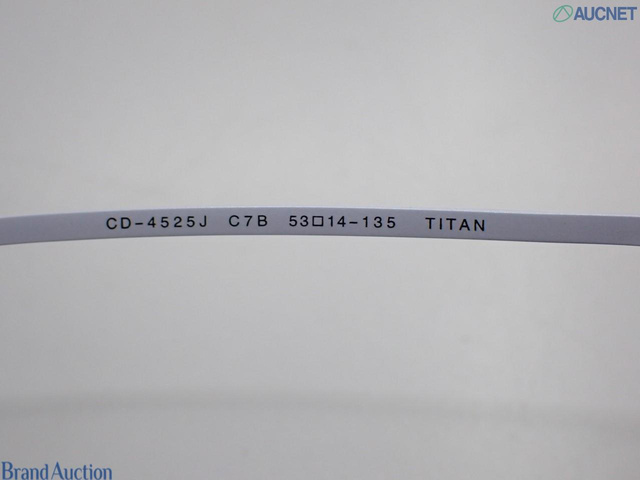 AUCNET
CD-4525J C7B 53□14-135 TITAN
Brand Auction